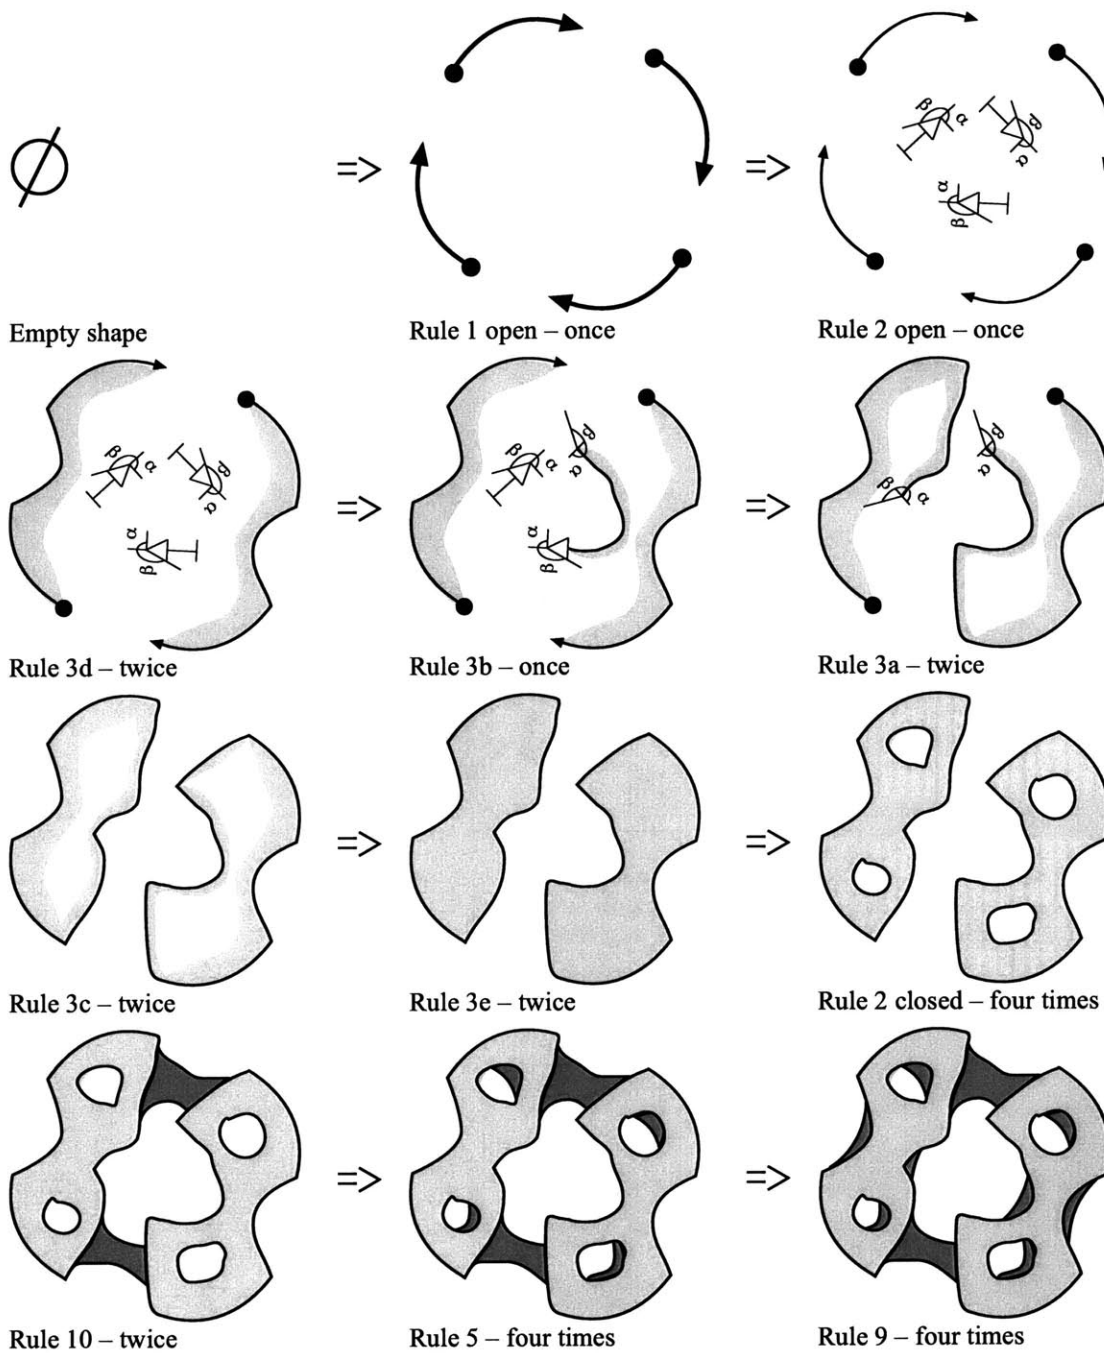 =>
=>
β
α
β
α
α
β
Empty shape
Rule 1 open – once
Rule 2 open – once
β
α
β
α
α
β
=>
β
α
β
α
α
β
=>
β
α
β
α
Rule 3d – twice
Rule 3b – once
Rule 3a – twice
=>
=>
Rule 3c – twice
Rule 3e – twice
Rule 2 closed – four times
=>
=>
Rule 10 – twice
Rule 5 – four times
Rule 9 – four times